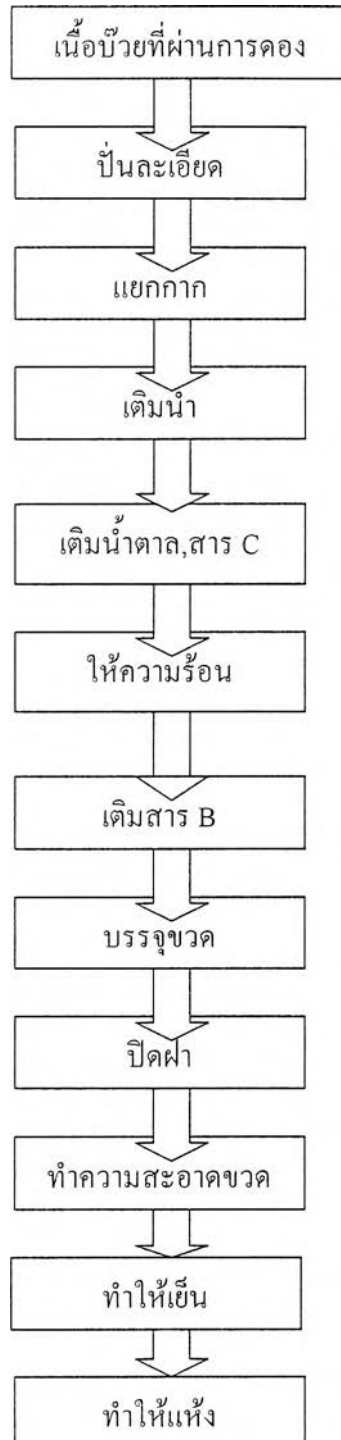 เนื้อบ๊วยที่ผ่านการดอง
ปั่นละเอียด
แยกกาก
เติมน้ำ
เติมน้ำตาล,สาร C
ให้ความร้อน
เติมสาร B
บรรจุขวด
ปิดฝา
ทำความสะอาดขวด
ทำให้เย็น
ทำให้แห้ง